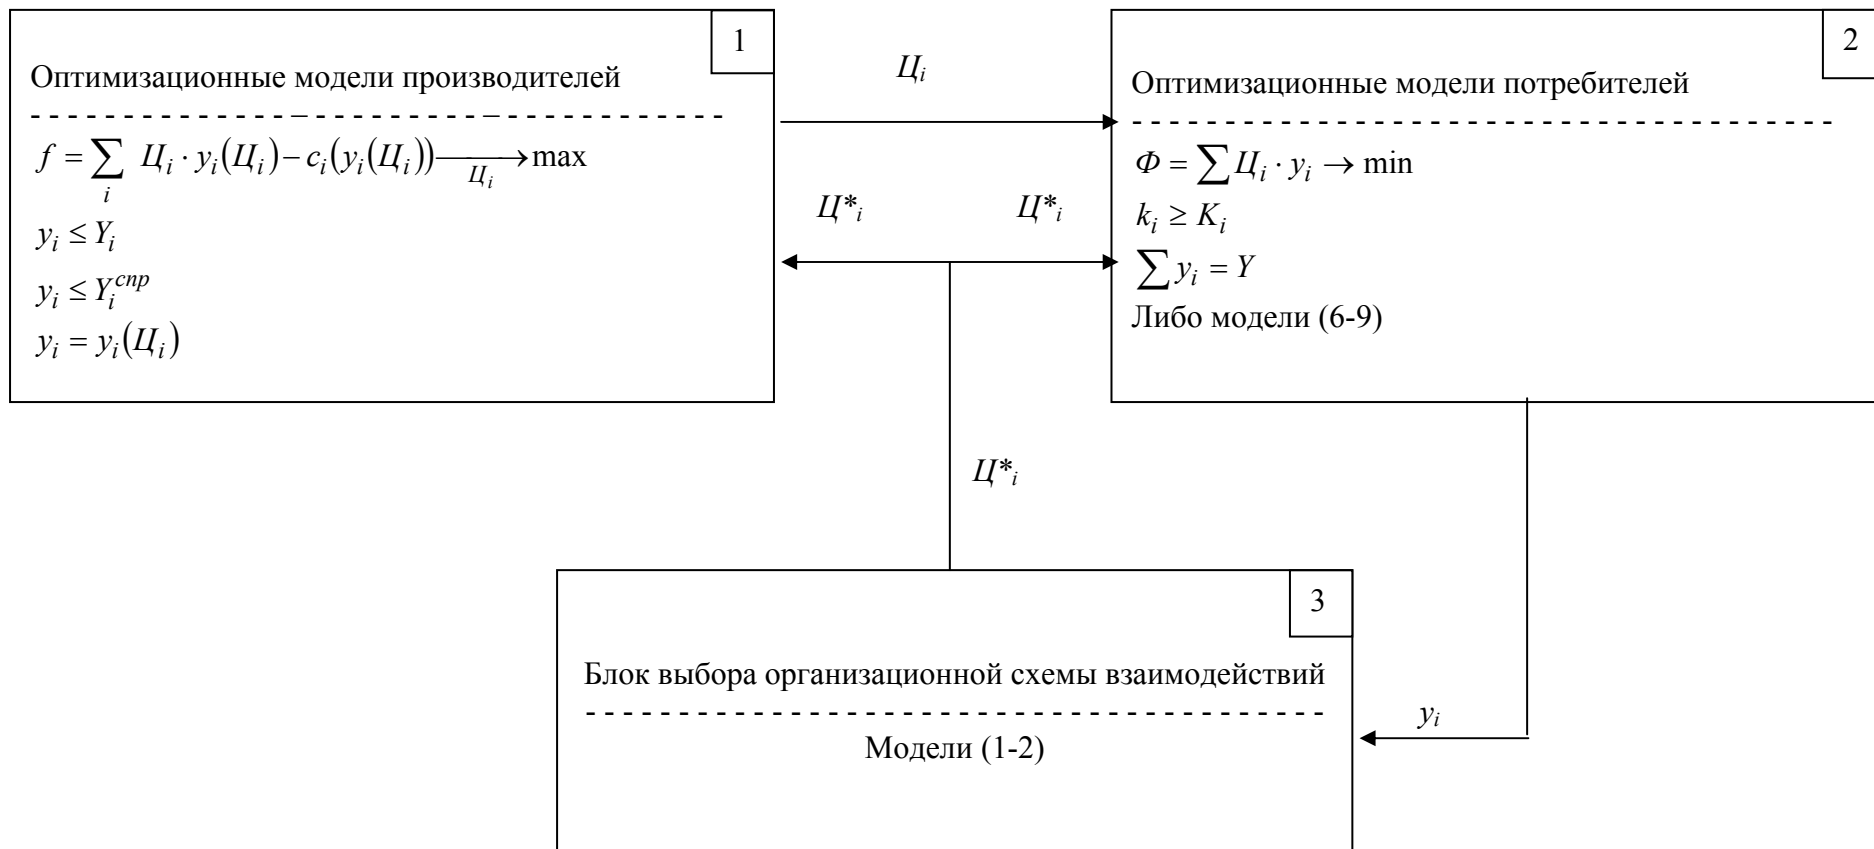 1
Оптимизационные модели производителей
f = ∑_i Ц_i · y_i(Ц_i) − c_i(y_i(Ц_i)) →_{Ц_i} max
y_i ≤ Y_i
y_i ≤ Y_i^{спр}
y_i = y_i(Ц_i)
Ц_i
Ц*_i
Ц*_i
2
Оптимизационные модели потребителей
Ф = ∑ Ц_i · y_i → min
k_i ≥ K_i
∑ y_i = Y
Либо модели (6-9)
Ц*_i
3
Блок выбора организационной схемы взаимодействий
Модели (1-2)
y_i